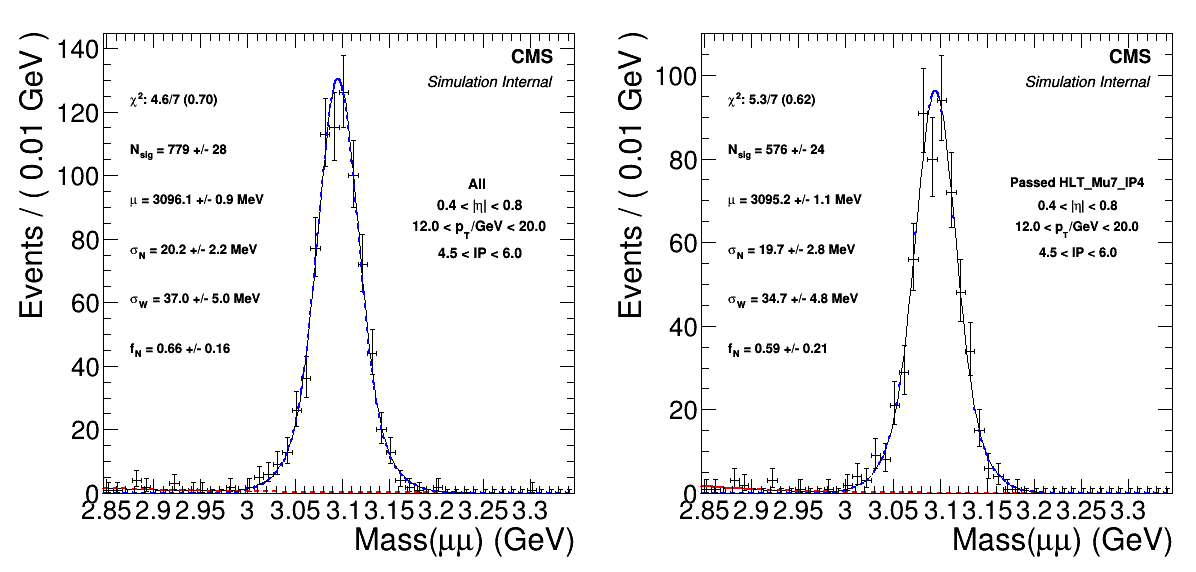 CMS
Simulation Internal
χ²: 4.6/7 (0.70)
N_sig = 779 +/- 28
μ = 3096.1 +/- 0.9 MeV
σ_N = 20.2 +/- 2.2 MeV
σ_W = 37.0 +/- 5.0 MeV
f_N = 0.66 +/- 0.16
All
0.4 < |η| < 0.8
12.0 < p_T/GeV < 20.0
4.5 < IP < 6.0
Events / ( 0.01 GeV )
140
120
100
80
60
40
20
0
2.85 2.9 2.95 3 3.05 3.1 3.15 3.2 3.25 3.3
Mass(μμ) (GeV)
CMS
Simulation Internal
χ²: 5.3/7 (0.62)
N_sig = 576 +/- 24
μ = 3095.2 +/- 1.1 MeV
σ_N = 19.7 +/- 2.8 MeV
σ_W = 34.7 +/- 4.8 MeV
f_N = 0.59 +/- 0.21
Passed HLT_Mu7_IP4
0.4 < |η| < 0.8
12.0 < p_T/GeV < 20.0
4.5 < IP < 6.0
Events / ( 0.01 GeV )
100
80
60
40
20
0
2.85 2.9 2.95 3 3.05 3.1 3.15 3.2 3.25 3.3
Mass(μμ) (GeV)